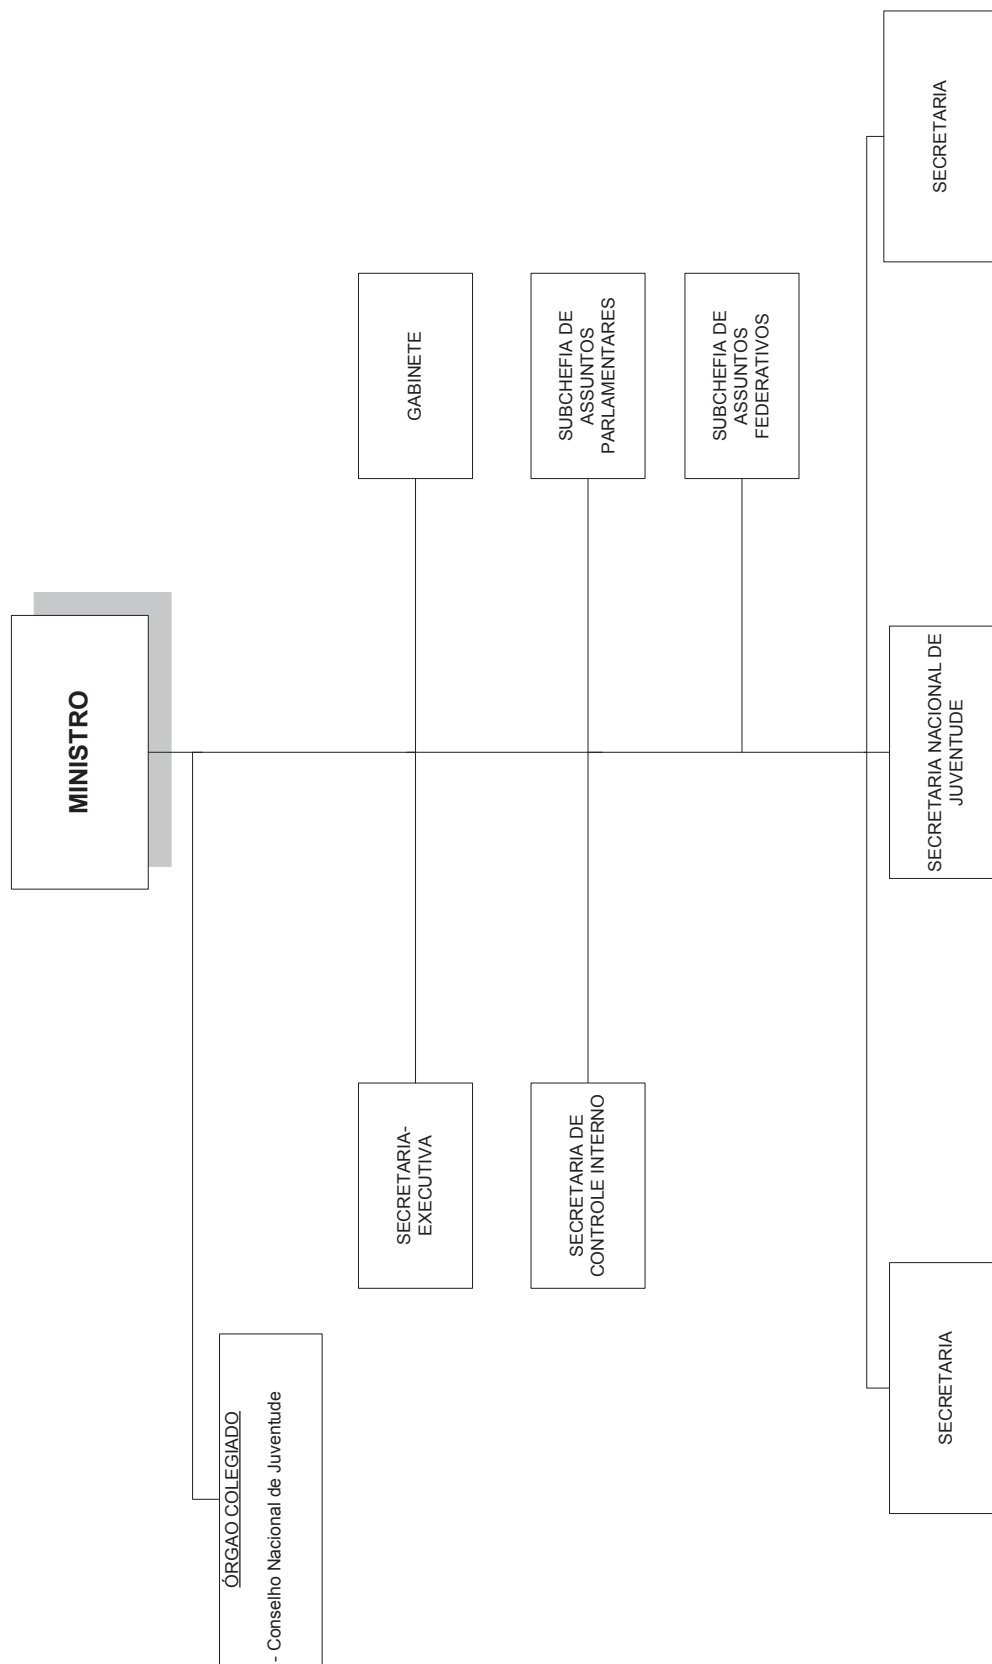 MINISTRO
ÓRGAO COLEGIADO
- Conselho Nacional de Juventude
SECRETARIA-
EXECUTIVA
GABINETE
SECRETARIA DE
CONTROLE INTERNO
SUBCHEFIA DE
ASSUNTOS
PARLAMENTARES
SUBCHEFIA DE
ASSUNTOS
FEDERATIVOS
SECRETARIA
SECRETARIA NACIONAL DE
JUVENTUDE
SECRETARIA